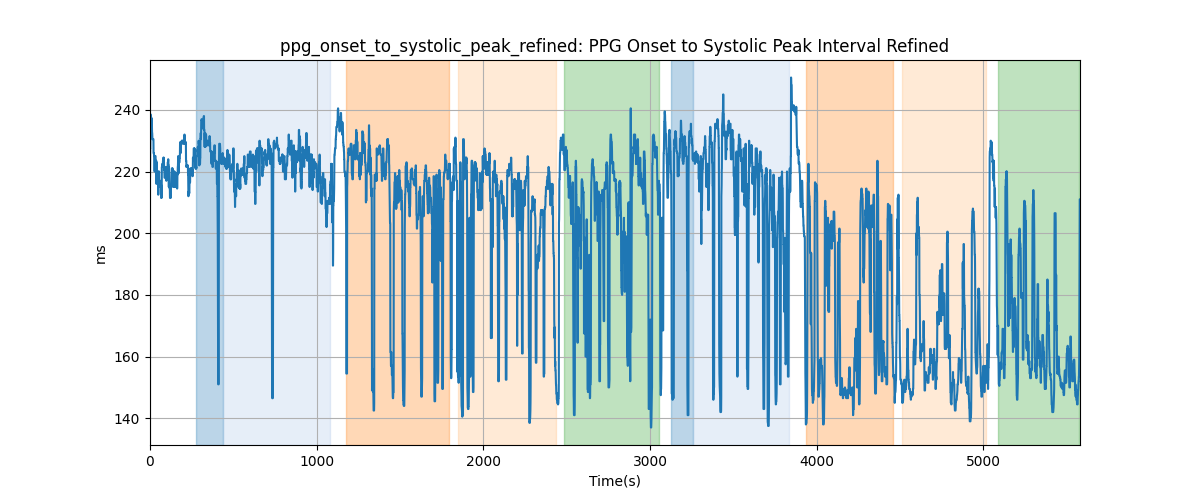 ppg_onset_to_systolic_peak_refined: PPG Onset to Systolic Peak Interval Refined
240
220
200
180
160
140
ms
0 1000 2000 3000 4000 5000
Time(s)